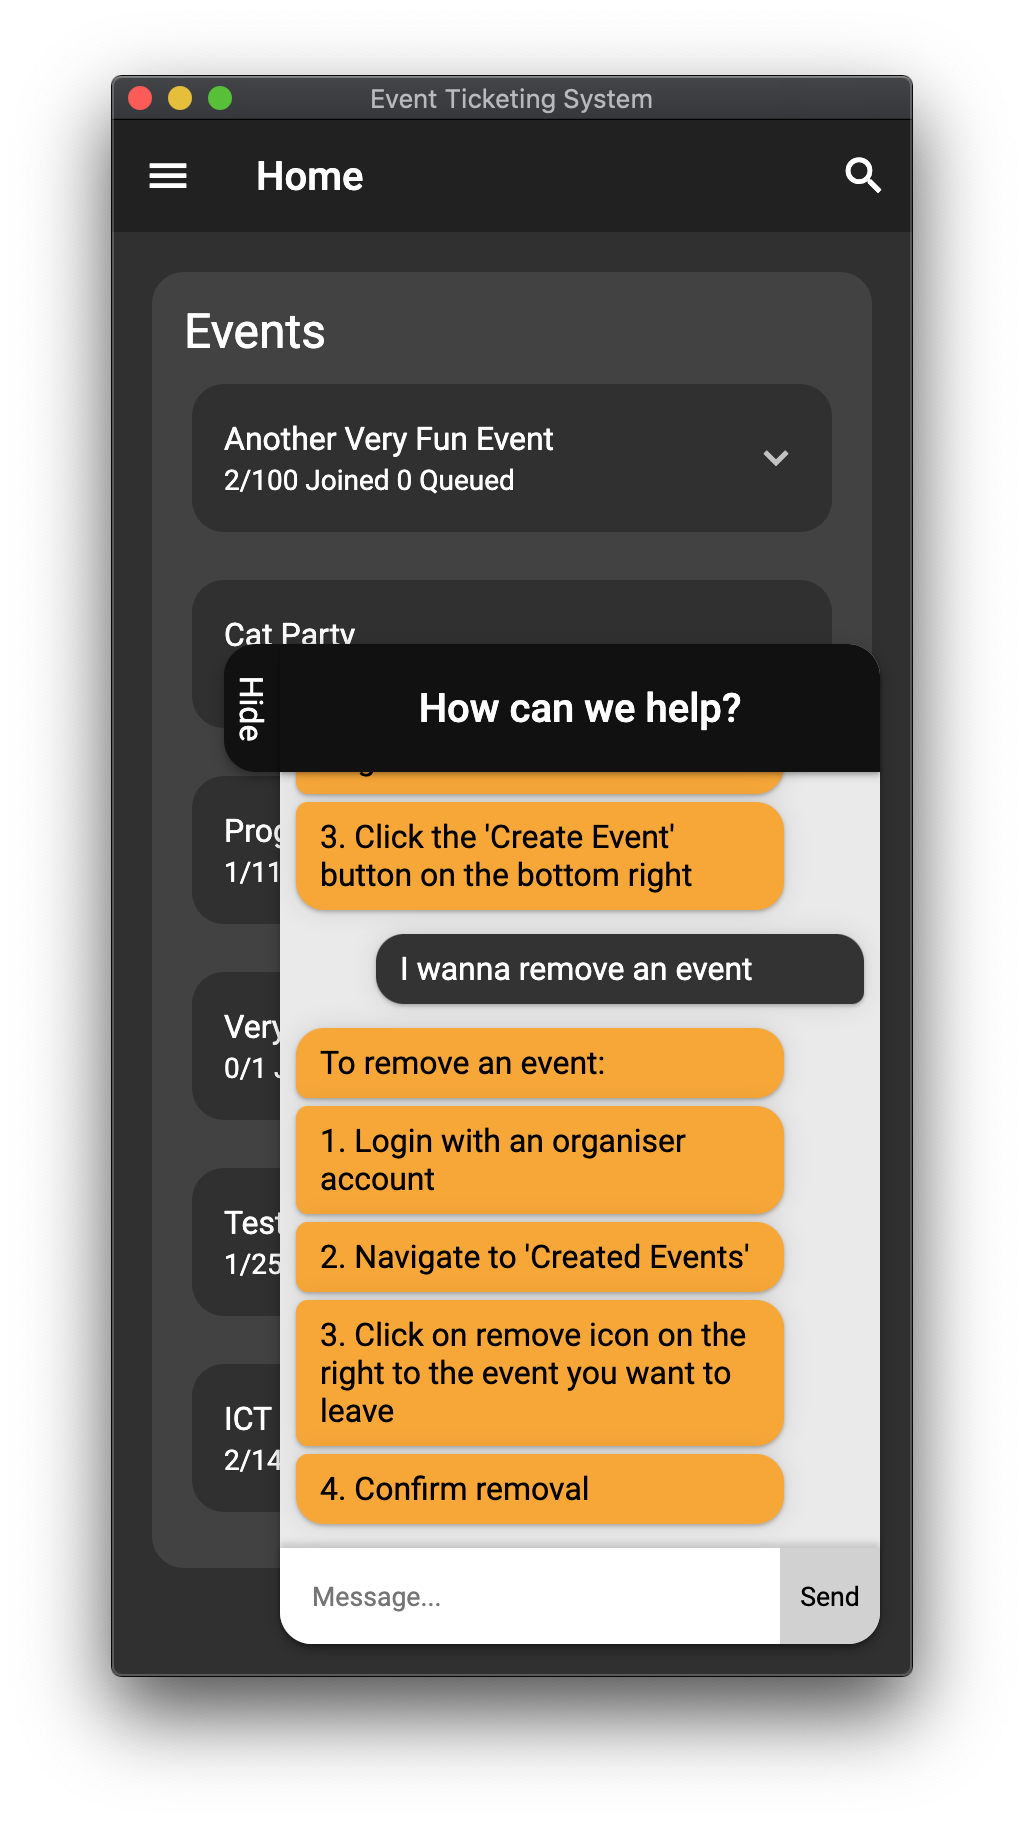 Event Ticketing System
Home
Events
Another Very Fun Event
2/100 Joined 0 Queued
Cat Party
Hide
How can we help?
3. Click the 'Create Event'
button on the bottom right
I wanna remove an event
To remove an event:
1. Login with an organiser
account
2. Navigate to 'Created Events'
3. Click on remove icon on the
right to the event you want to
leave
4. Confirm removal
Prog
1/11
Very
0/1
Test
1/25
ICT
2/14
Message...
Send